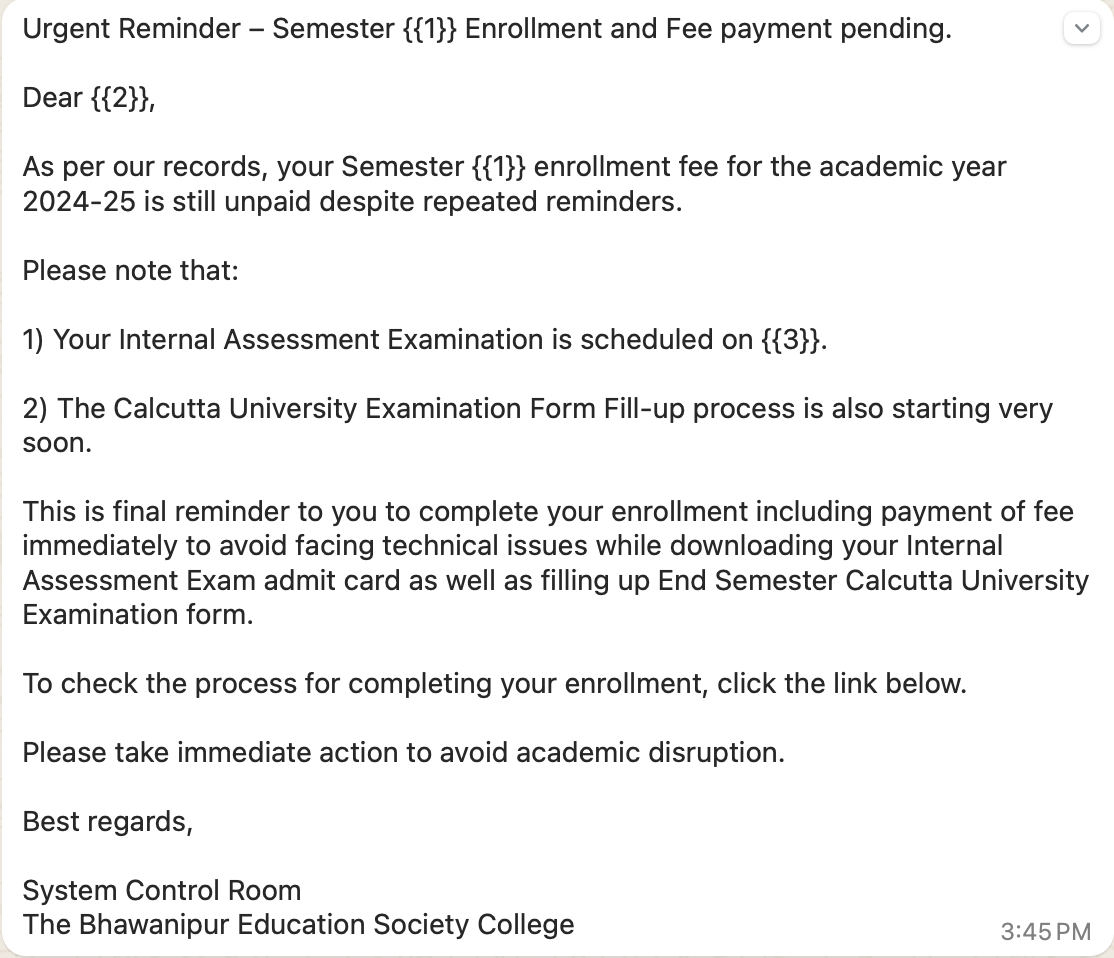 Urgent Reminder – Semester {{1}} Enrollment and Fee payment pending.
Dear {{2}},
As per our records, your Semester {{1}} enrollment fee for the academic year
2024-25 is still unpaid despite repeated reminders.
Please note that:
1) Your Internal Assessment Examination is scheduled on {{3}}.
2) The Calcutta University Examination Form Fill-up process is also starting very
soon.
This is final reminder to you to complete your enrollment including payment of fee
immediately to avoid facing technical issues while downloading your Internal
Assessment Exam admit card as well as filling up End Semester Calcutta University
Examination form.
To check the process for completing your enrollment, click the link below.
Please take immediate action to avoid academic disruption.
Best regards,
System Control Room
The Bhawanipur Education Society College
3:45 PM